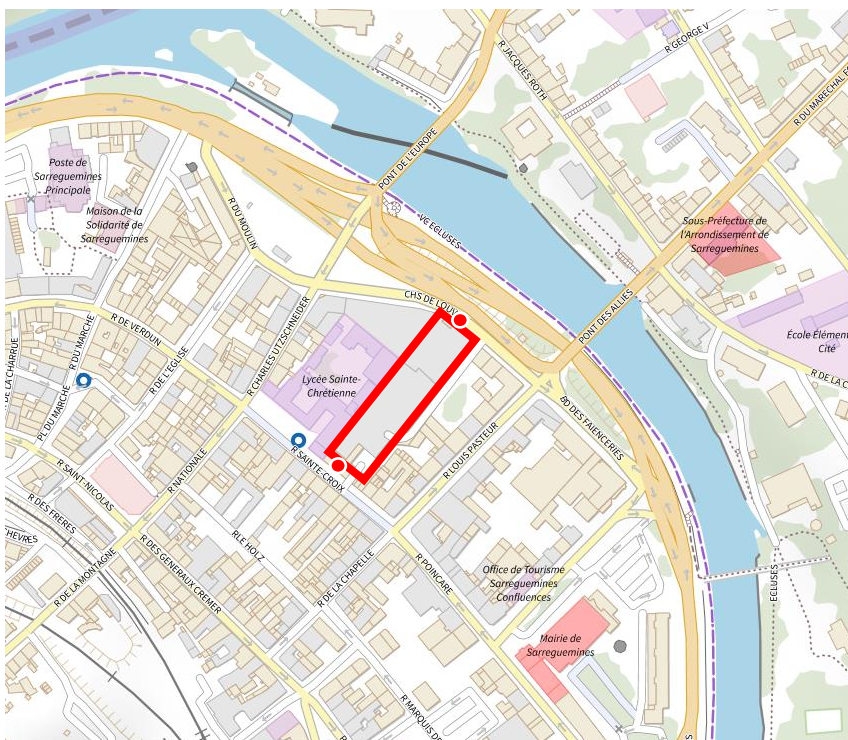 R GEORGE V
R JACQUES ROTH
R DU MARECHAL
PONT DE L'EUROPE
Poste de
Sarreguemines
Principale
Maison de la
Solidarité de
Sarreguemines
R DU MOULIN
VC EGLUSES
Sous-Préfecture de
l'Arrondissement de
Sarreguemines
CHS DE LOUV
PONT DES ALLIES
R DE VERDUN
R CHARLES UTZSCHNEIDER
R DU MARCHE
R DE L'EGLISE
DE LA CHARRUE
PL DU MARCHE
École Élément
Cité
R DE LA C
Lycée Sainte-
Chrétienne
BD DES FAIENCERIES
R SAINTE-CROIX
R LOUIS PASTEUR
R NATIONALE
R SAINT-NICOLAS
R DES FRERES
CHEVRES
RLE HOLZ
R DES GENERAUX CREMER
R DE LA MONTAGNE
R DE LA CHAPELLE
R POINCARE
Office de Tourisme
Sarreguemines
Confluences
ECLUSES
Mairie de
Sarreguemines
R MARQUIS DE